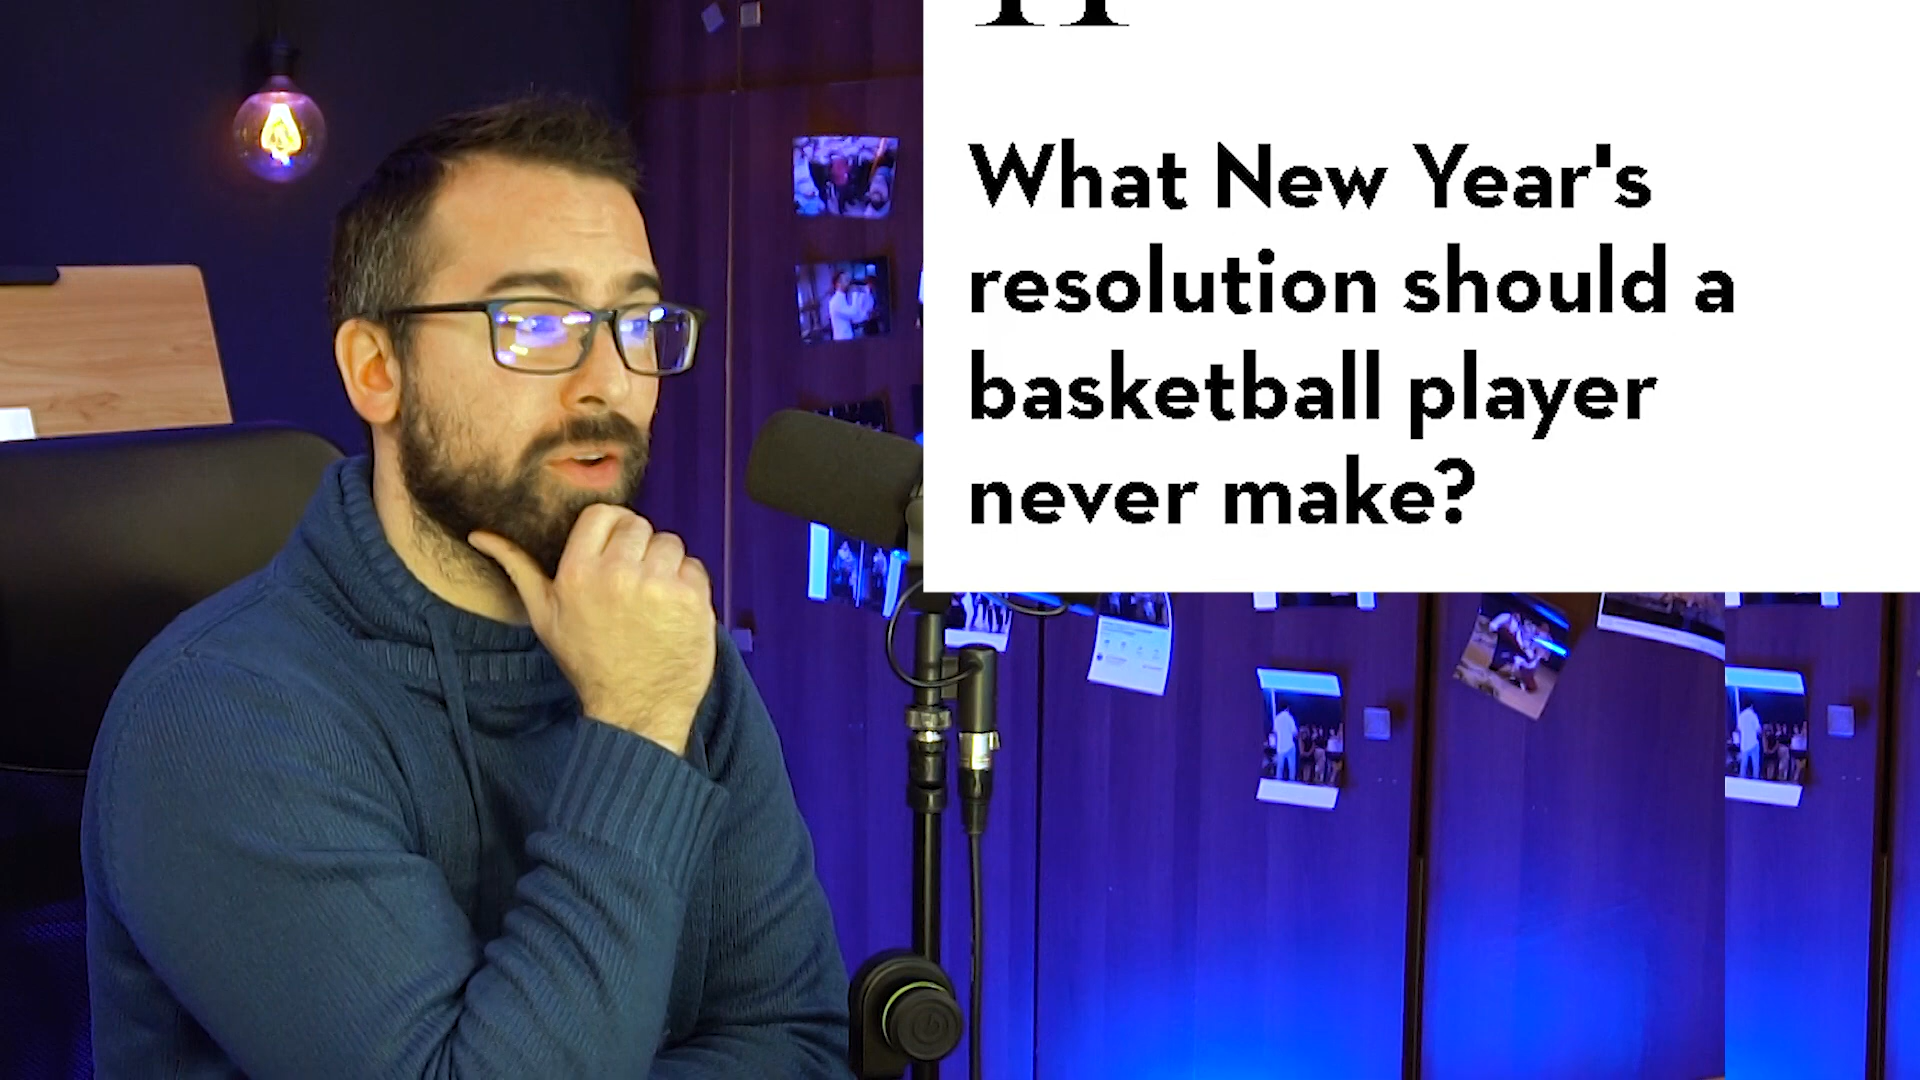 What New Year's
resolution should a
basketball player
never make?